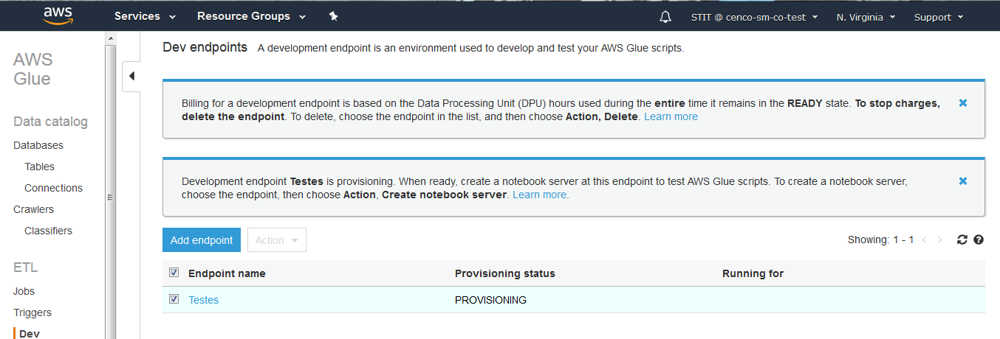 aws Services Resource Groups STIT @ cenco-sm-co-test N. Virginia Support
AWS
Glue
Data catalog
Databases
Tables
Connections
Crawlers
Classifiers
ETL
Jobs
Triggers
Dev
Dev endpoints A development endpoint is an environment used to develop and test your AWS Glue scripts.
Billing for a development endpoint is based on the Data Processing Unit (DPU) hours used during the entire time it remains in the READY state. To stop charges,
delete the endpoint. To delete, choose the endpoint in the list, and then choose Action, Delete. Learn more
Development endpoint Testes is provisioning. When ready, create a notebook server at this endpoint to test AWS Glue scripts. To create a notebook server,
choose the endpoint, then choose Action, Create notebook server. Learn more.
Add endpoint Action Showing: 1 - 1
Endpoint name Provisioning status Running for
Testes PROVISIONING